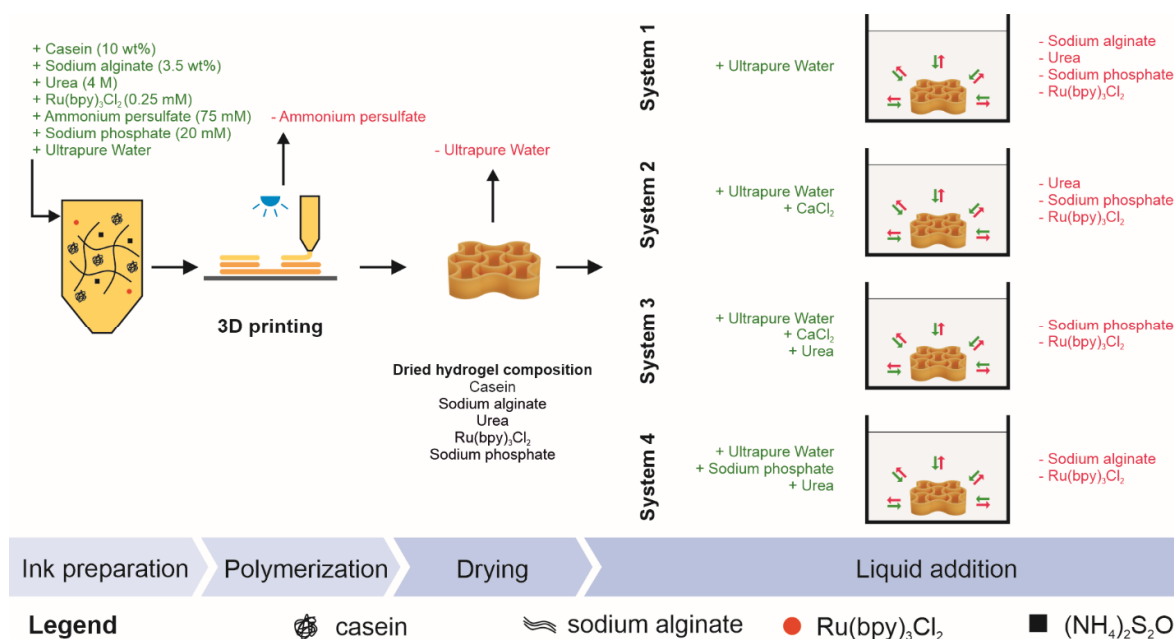 + Casein (10 wt%)
+ Sodium alginate (3.5 wt%)
+ Urea (4 M)
+ Ru(bpy)₃Cl₂ (0.25 mM)
+ Ammonium persulfate (75 mM)
+ Sodium phosphate (20 mM)
+ Ultrapure Water
- Ammonium persulfate
3D printing
- Ultrapure Water
Dried hydrogel composition
Casein
Sodium alginate
Urea
Ru(bpy)₃Cl₂
Sodium phosphate
System 1
+ Ultrapure Water
- Sodium alginate
- Urea
- Sodium phosphate
- Ru(bpy)₃Cl₂
System 2
+ Ultrapure Water
+ CaCl₂
- Urea
- Sodium phosphate
- Ru(bpy)₃Cl₂
System 3
+ Ultrapure Water
+ CaCl₂
+ Urea
- Sodium phosphate
- Ru(bpy)₃Cl₂
System 4
+ Ultrapure Water
+ Sodium phosphate
+ Urea
- Sodium alginate
- Ru(bpy)₃Cl₂
Ink preparation
Polymerization
Drying
Liquid addition
Legend
casein
sodium alginate
Ru(bpy)₃Cl₂
(NH₄)₂S₂O